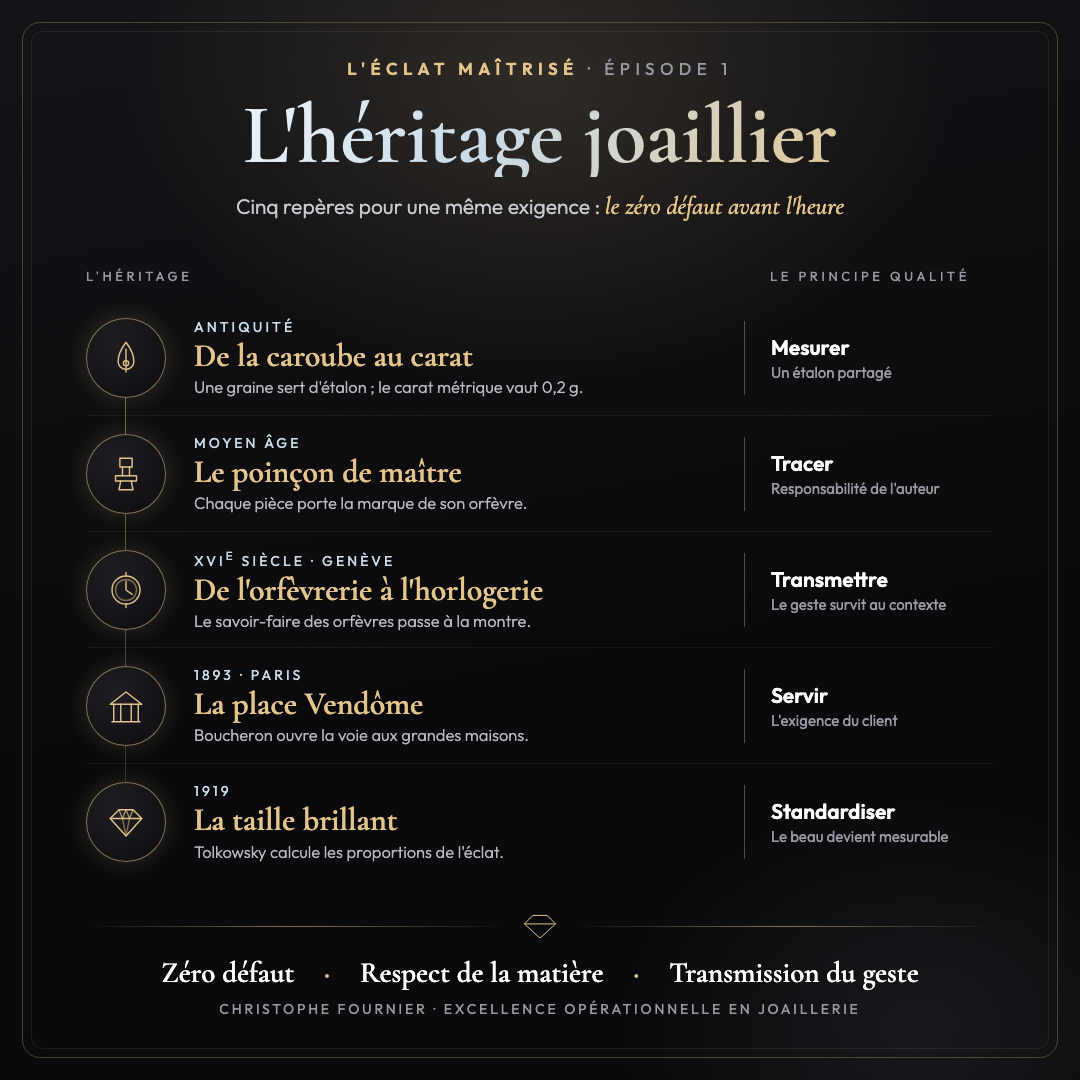 L'ÉCLAT MAÎTRISÉ · ÉPISODE 1
L'héritage joaillier
Cinq repères pour une même exigence : le zéro défaut avant l'heure
L'HÉRITAGE
LE PRINCIPE QUALITÉ
ANTIQUITÉ
De la caroube au carat
Une graine sert d'étalon ; le carat métrique vaut 0,2 g.
Mesurer
Un étalon partagé
MOYEN ÂGE
Le poinçon de maître
Chaque pièce porte la marque de son orfèvre.
Tracer
Responsabilité de l'auteur
XVIᴱ SIÈCLE · GENÈVE
De l'orfèvrerie à l'horlogerie
Le savoir-faire des orfèvres passe à la montre.
Transmettre
Le geste survit au contexte
1893 · PARIS
La place Vendôme
Boucheron ouvre la voie aux grandes maisons.
Servir
L'exigence du client
1919
La taille brillant
Tolkowsky calcule les proportions de l'éclat.
Standardiser
Le beau devient mesurable
Zéro défaut · Respect de la matière · Transmission du geste
CHRISTOPHE FOURNIER · EXCELLENCE OPÉRATIONNELLE EN JOAILLERIE